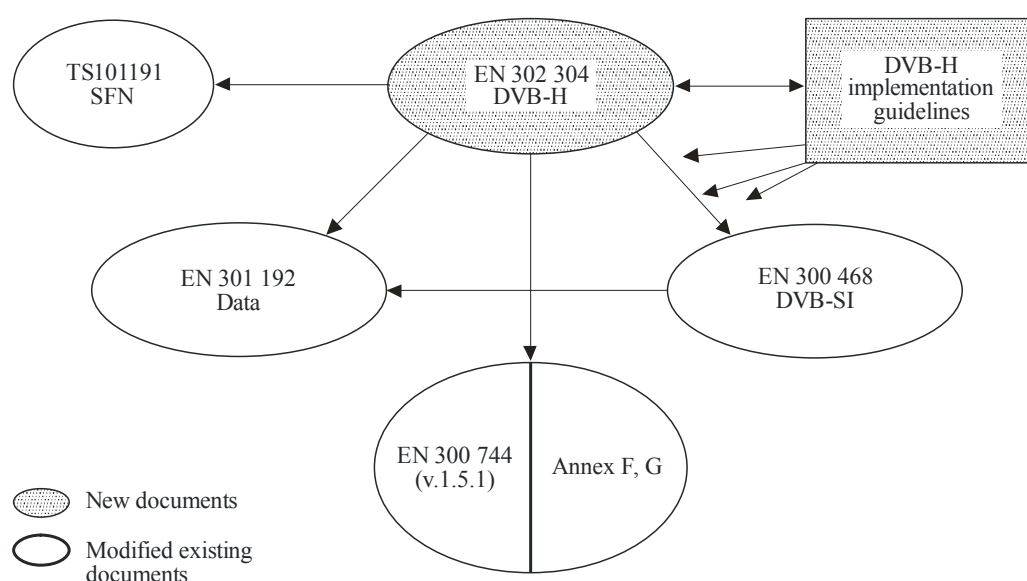 TS101191
SFN
EN 302 304
DVB-H
DVB-H
implementation
guidelines
EN 301 192
Data
EN 300 468
DVB-SI
EN 300 744
(v.1.5.1)
Annex F, G
New documents
Modified existing
documents